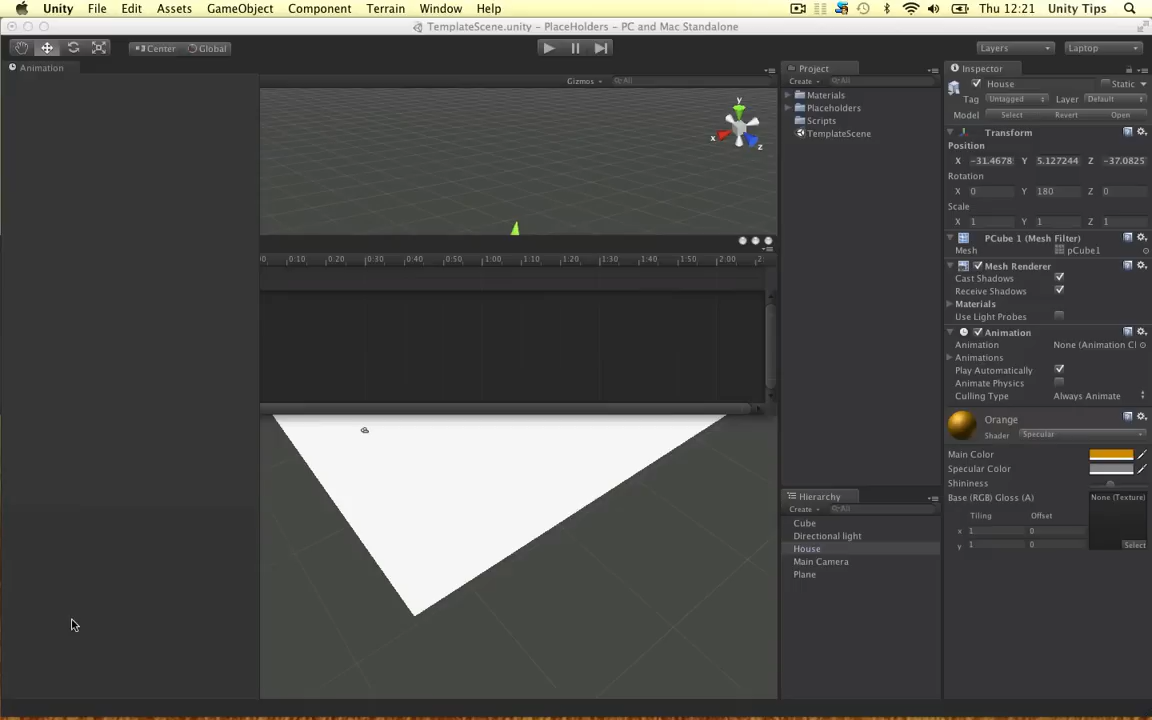 Unity File Edit Assets GameObject Component Terrain Window Help Thu 12:21 Unity Tips
TemplateScene.unity - PlaceHolders - PC and Mac Standalone
Center Global Layers Laptop
Animation Project Inspector
Gizmos All Create All House Static
Materials Tag Untagged Layer Default
Placeholders Model Select Revert Open
Scripts
TemplateScene Transform
Position
X -31.4678 Y 5.127244 Z -37.0825
Rotation
X 0 Y 180 Z 0
Scale
X 1 Y 1 Z 1
y
x
z
PCube 1 (Mesh Filter)
Mesh pCube1
0:10 0:20 0:30 0:40 0:50 1:00 1:10 1:20 1:30 1:40 1:50 2:00
Mesh Renderer
Cast Shadows
Receive Shadows
Materials
Use Light Probes
Animation
Animation None (Animation Cl
Animations
Play Automatically
Animate Physics
Culling Type Always Animate
Orange
Shader Specular
Main Color
Specular Color
Shininess
Base (RGB) Gloss (A) None (Texture)
Tiling Offset
x 1 0
y 1 0 Select
Hierarchy
Create All
Cube
Directional light
House
Main Camera
Plane